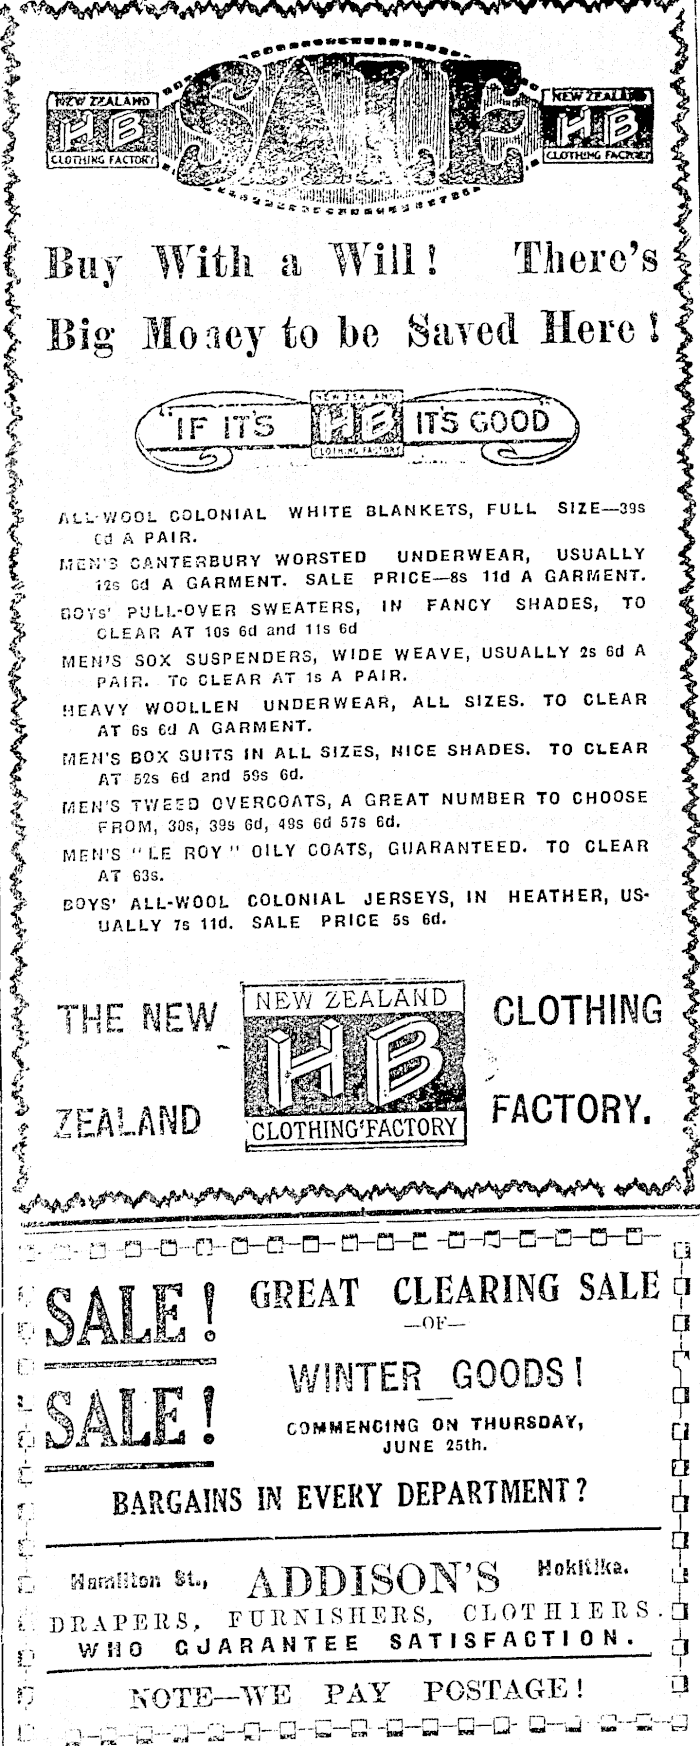 NEW ZEALAND
HB
CLOTHING FACTORY
SALE
NEW ZEALAND
HB
CLOTHING FACTORY
Buy With a Will! There's
Big Money to be Saved Here!
"IF IT'S
NEW ZEALAND
HB
CLOTHING FACTORY
IT'S GOOD"
ALL-WOOL COLONIAL WHITE BLANKETS, FULL SIZE—39s
6d A PAIR.
MEN'S CANTERBURY WORSTED UNDERWEAR, USUALLY
12s 6d A GARMENT. SALE PRICE—8s 11d A GARMENT.
BOYS' PULL-OVER SWEATERS, IN FANCY SHADES, TO
CLEAR AT 10s 6d and 11s 6d
MEN'S SOX SUSPENDERS, WIDE WEAVE, USUALLY 2s 6d A
PAIR. To CLEAR AT 1s A PAIR.
HEAVY WOOLLEN UNDERWEAR, ALL SIZES. TO CLEAR
AT 6s 6d A GARMENT.
MEN'S BOX SUITS IN ALL SIZES, NICE SHADES. TO CLEAR
AT 52s 6d and 59s 6d.
MEN'S TWEED OVERCOATS, A GREAT NUMBER TO CHOOSE
FROM, 30s, 39s 6d, 49s 6d 57s 6d.
MEN'S "LE ROY" OILY COATS, GUARANTEED. TO CLEAR
AT 63s.
BOYS' ALL-WOOL COLONIAL JERSEYS, IN HEATHER, US-
UALLY 7s 11d. SALE PRICE 5s 6d.
THE NEW
ZEALAND
NEW ZEALAND
HB
CLOTHING FACTORY
CLOTHING
FACTORY.
SALE!
SALE!
GREAT CLEARING SALE
—OF—
WINTER GOODS!
COMMENCING ON THURSDAY,
JUNE 25th.
BARGAINS IN EVERY DEPARTMENT?
Hamilton St., ADDISON'S Hokitika.
DRAPERS, FURNISHERS, CLOTHIERS.
WHO GUARANTEE SATISFACTION.
NOTE—WE PAY POSTAGE!